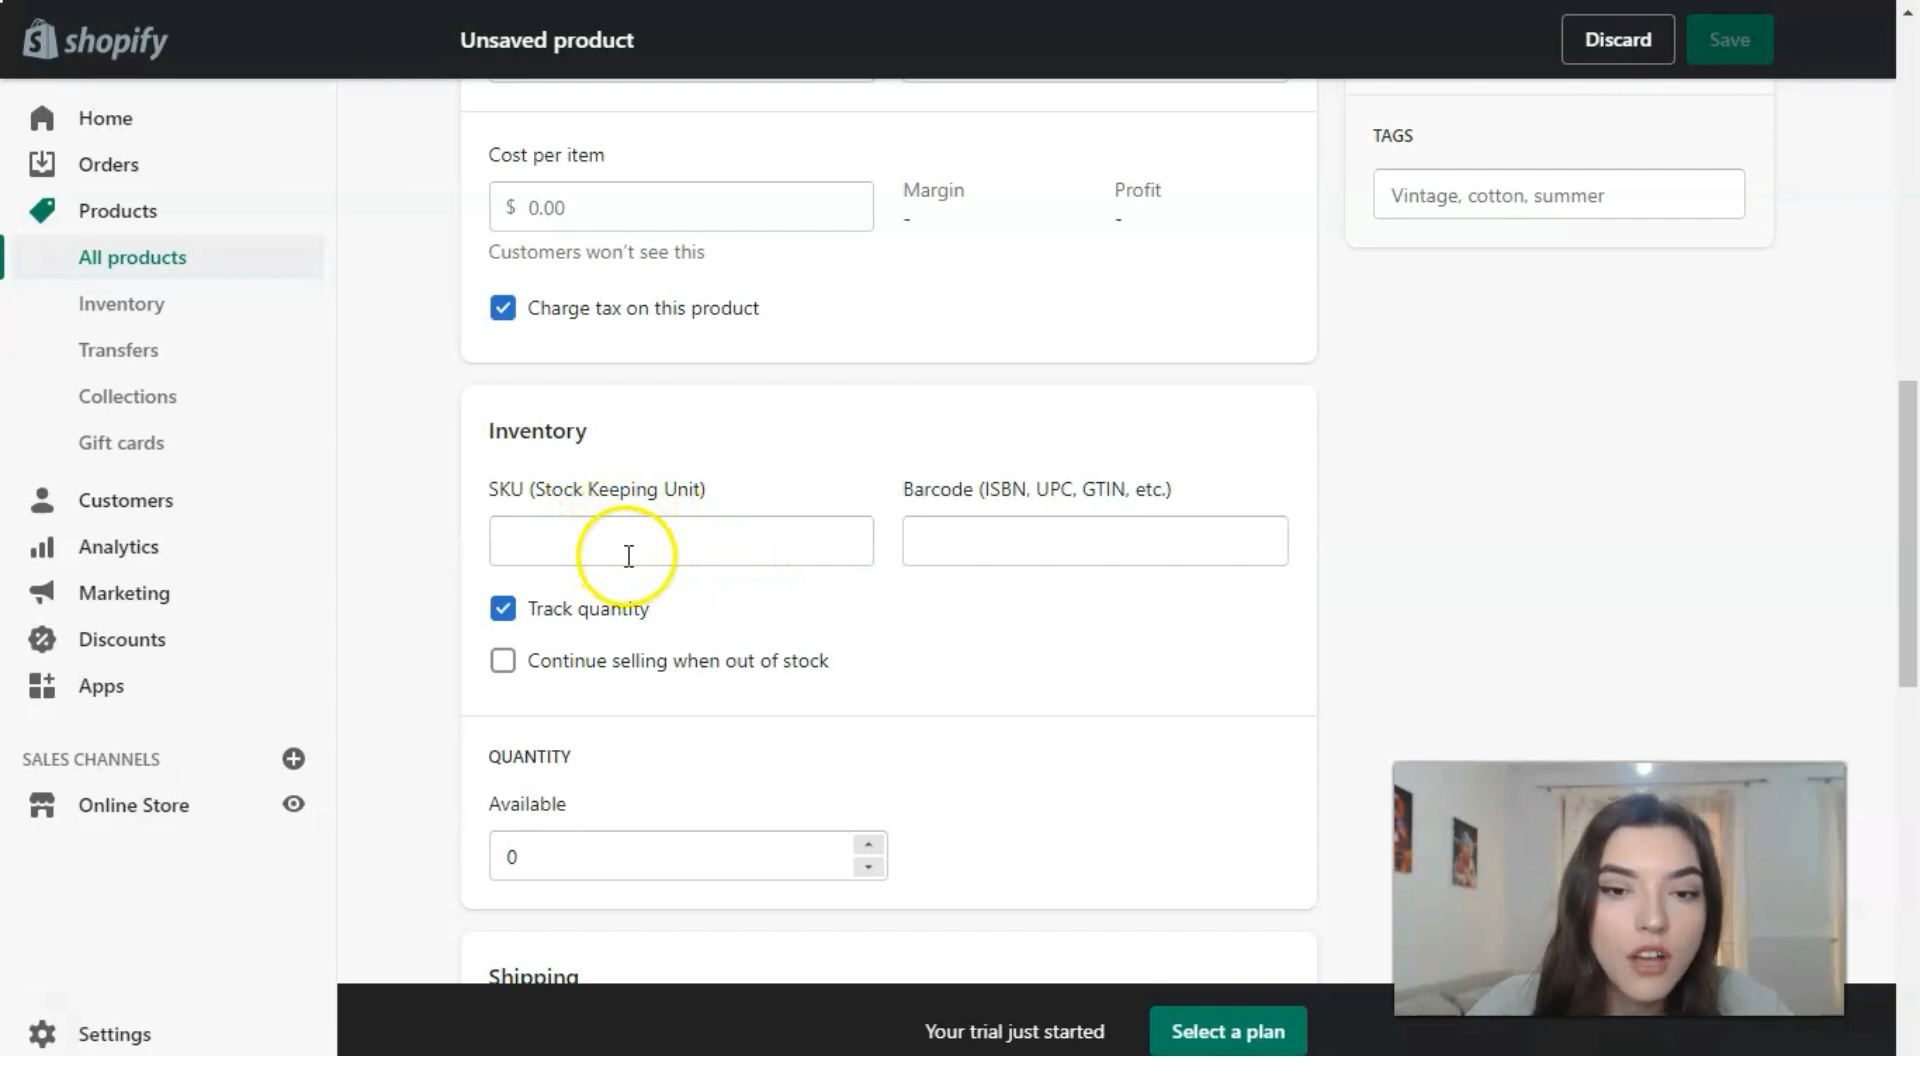 shopify
Unsaved product
Discard
Save
Home
Orders
Products
All products
Inventory
Transfers
Collections
Gift cards
Customers
Analytics
Marketing
Discounts
Apps
SALES CHANNELS
Online Store
Settings
Cost per item
$ 0.00
Margin
-
Profit
-
Customers won't see this
Charge tax on this product
Inventory
SKU (Stock Keeping Unit)
Barcode (ISBN, UPC, GTIN, etc.)
Track quantity
Continue selling when out of stock
QUANTITY
Available
0
Shipping
TAGS
Vintage, cotton, summer
Your trial just started
Select a plan